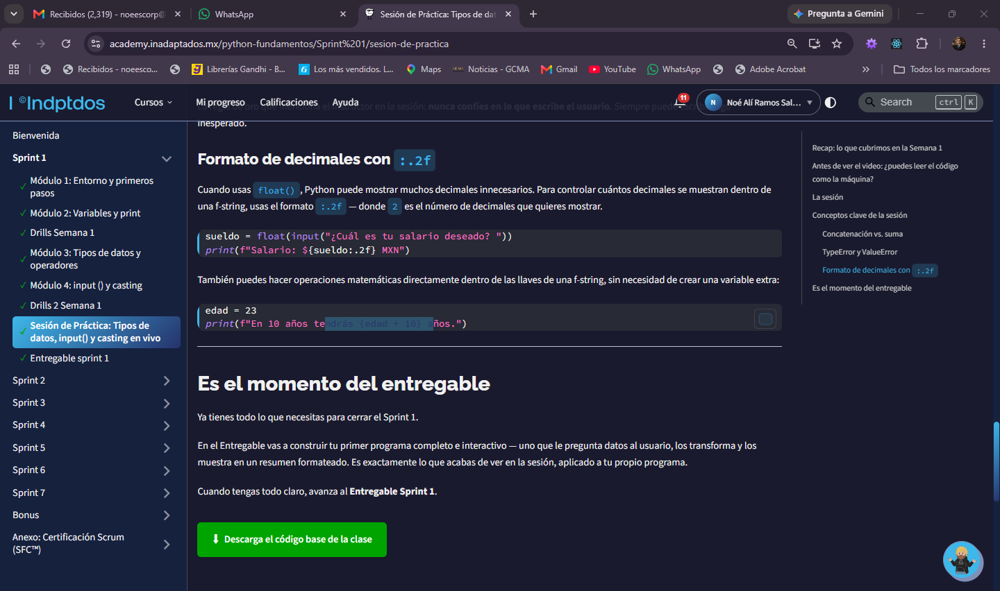 Recibidos (2,319) - noeescorp@
WhatsApp
Sesión de Práctica: Tipos de dat
Pregunta a Gemini
academy.inadaptados.mx/python-fundamentos/Sprint%201/sesion-de-practica
Recibidos - noeesco...
Librerías Gandhi - B...
Los más vendidos. L...
Maps
Noticias - GCMA
Gmail
YouTube
WhatsApp
Adobe Acrobat
Todos los marcadores
I ©Indptdos
Cursos
Mi progreso
Calificaciones
Ayuda
11
N
Noé Alí Ramos Sal...
Search
ctrl
K
nunca confíes en lo que escribe el usuario. Siempre
inesperado.
Bienvenida
Sprint 1
Módulo 1: Entorno y primeros
pasos
Módulo 2: Variables y print
Drills Semana 1
Módulo 3: Tipos de datos y
operadores
Módulo 4: input () y casting
Drills 2 Semana 1
Sesión de Práctica: Tipos de
datos, input() y casting en vivo
Entregable sprint 1
Sprint 2
Sprint 3
Sprint 4
Sprint 5
Sprint 6
Sprint 7
Bonus
Anexo: Certificación Scrum
(SFC™)
Formato de decimales con :.2f
Cuando usas float(), Python puede mostrar muchos decimales innecesarios. Para controlar cuántos decimales se muestran dentro de
una f-string, usas el formato :.2f — donde 2 es el número de decimales que quieres mostrar.
sueldo = float(input("¿Cuál es tu salario deseado? "))
print(f"Salario: ${sueldo:.2f} MXN")
También puedes hacer operaciones matemáticas directamente dentro de las llaves de una f-string, sin necesidad de crear una variable extra:
edad = 23
print(f"En 10 años tendrás {edad + 10} años.")
Es el momento del entregable
Ya tienes todo lo que necesitas para cerrar el Sprint 1.
En el Entregable vas a construir tu primer programa completo e interactivo — uno que le pregunta datos al usuario, los transforma y los
muestra en un resumen formateado. Es exactamente lo que acabas de ver en la sesión, aplicado a tu propio programa.
Cuando tengas todo claro, avanza al Entregable Sprint 1.
⬇ Descarga el código base de la clase
Recap: lo que cubrimos en la Semana 1
Antes de ver el video: ¿puedes leer el código
como la máquina?
La sesión
Conceptos clave de la sesión
Concatenación vs. suma
TypeError y ValueError
Formato de decimales con :.2f
Es el momento del entregable